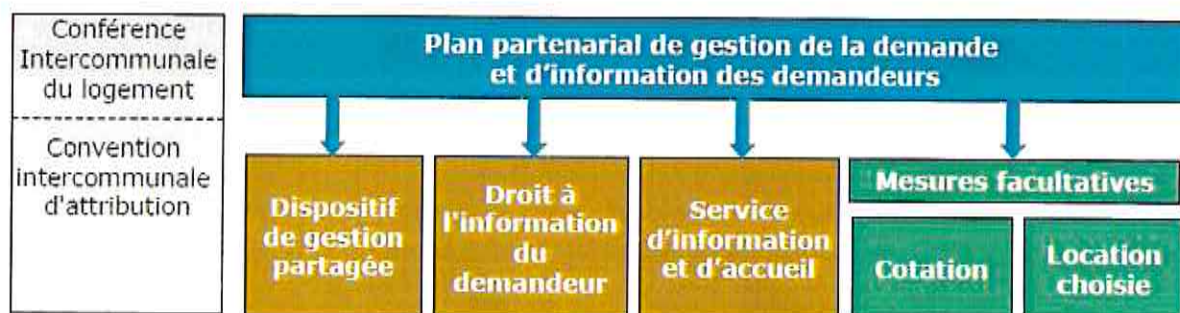 Conférence
Intercommunale
du logement
Convention
intercommunale
d'attribution
Plan partenarial de gestion de la demande
et d'information des demandeurs
Dispositif
de gestion
partagée
Droit à
l'information
du
demandeur
Service
d'information
et d'accueil
Mesures facultatives
Cotation
Location
choisie